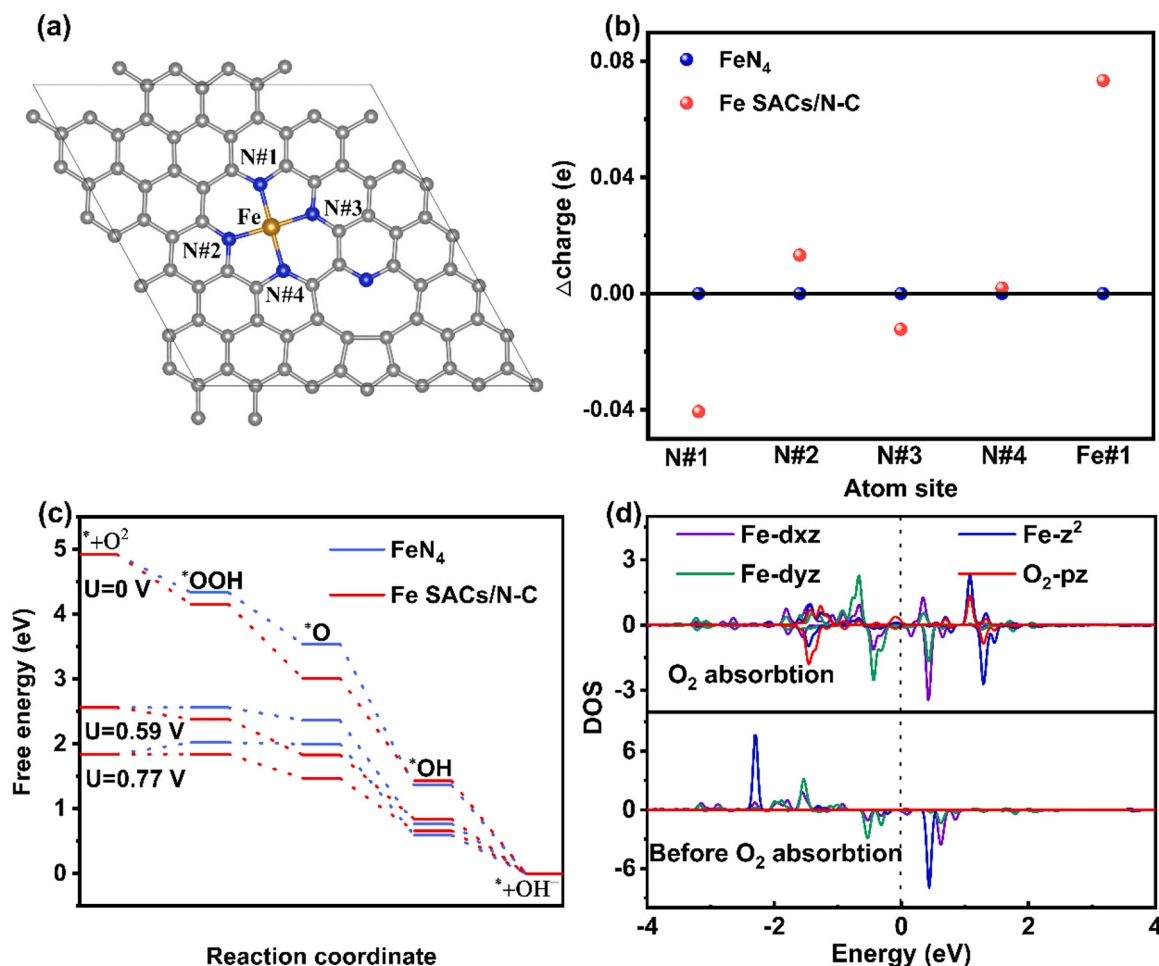 (a)
N#1
Fe
N#3
N#2
N#4
(b)
FeN₄
Fe SACs/N-C
0.08
0.04
0.00
-0.04
Δcharge (e)
N#1 N#2 N#3 N#4 Fe#1
Atom site
(c)
*+O²
*OOH
FeN₄
Fe SACs/N-C
U=0 V
*O
U=0.59 V
*OH
U=0.77 V
*+OH⁻
5
4
3
2
1
0
Free energy (eV)
Reaction coordinate
(d)
Fe-dxz Fe-z²
Fe-dyz O₂-pz
3
0
-3
O₂ absorbtion
DOS
6
0
-6
Before O₂ absorbtion
-4 -2 0 2 4
Energy (eV)